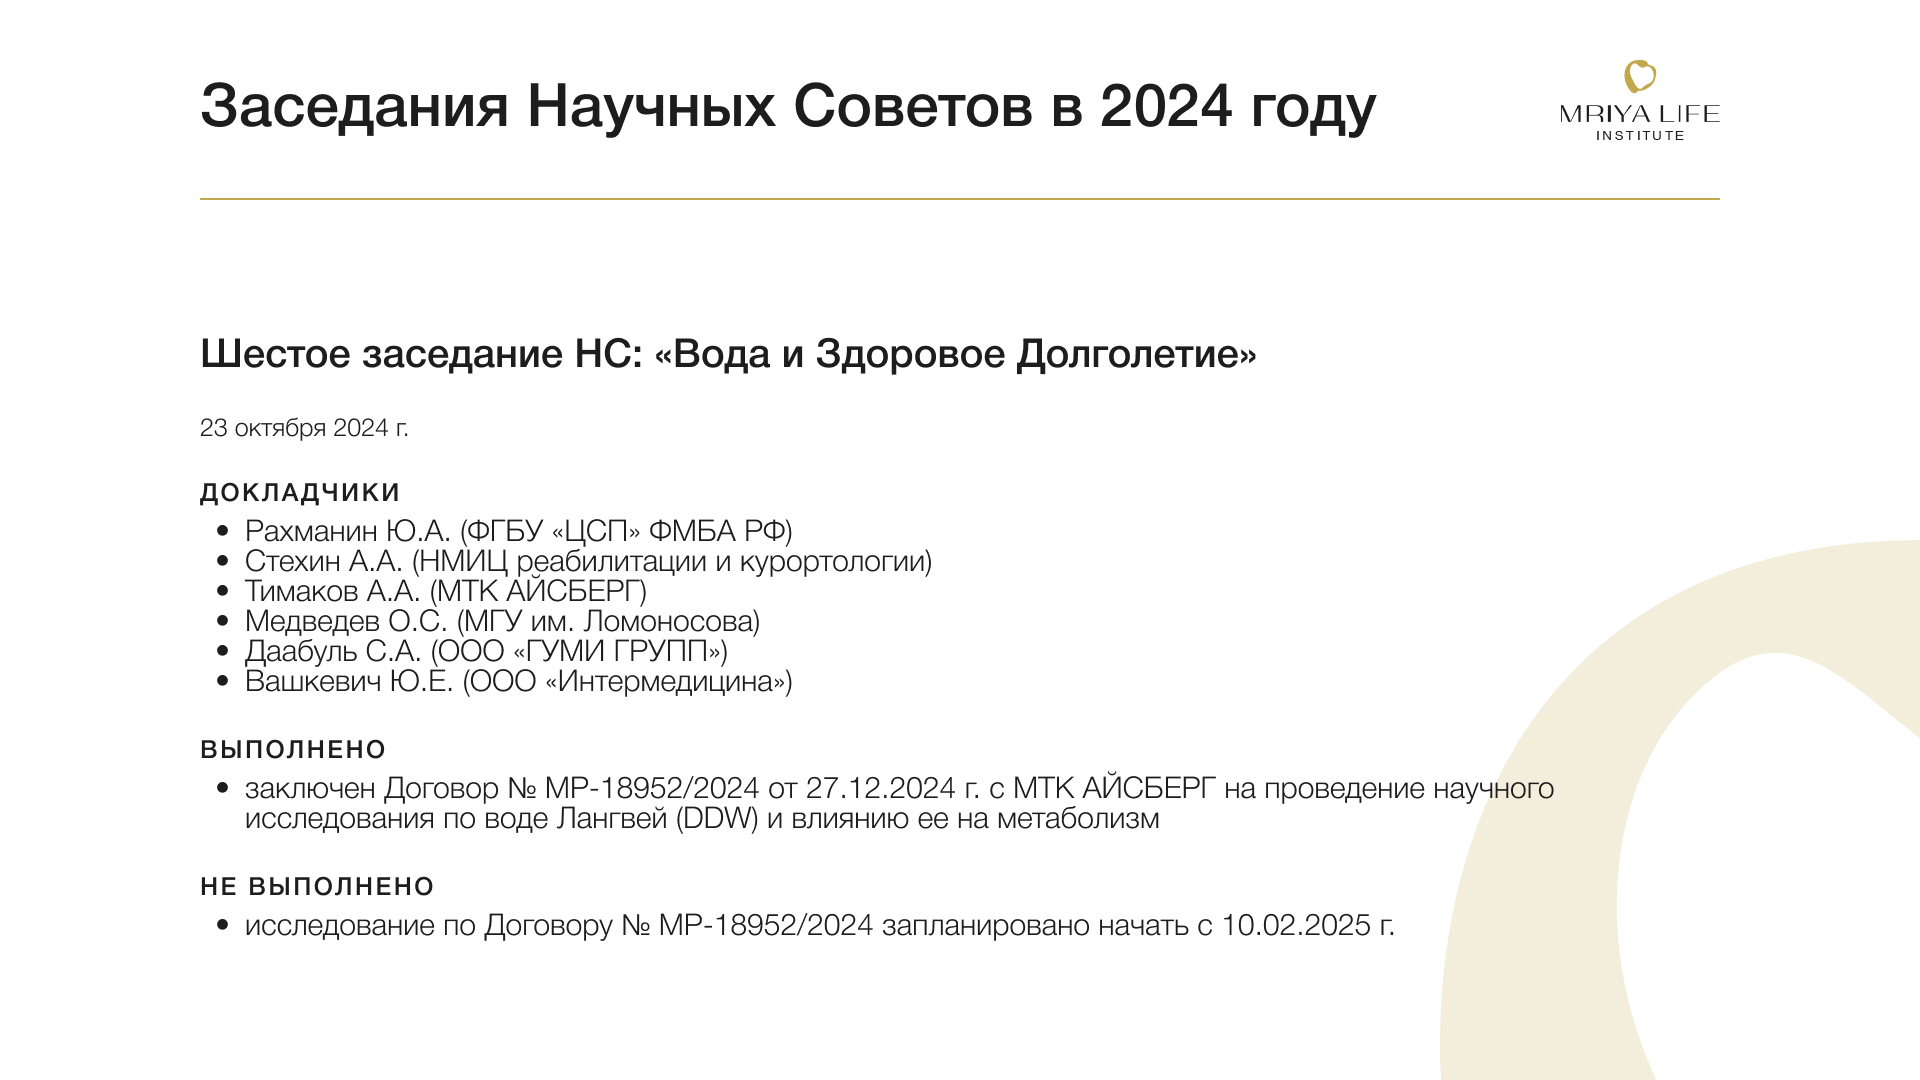 Заседания Научных Советов в 2024 году
MRIYA LIFE
INSTITUTE
Шестое заседание НС: «Вода и Здоровое Долголетие»
23 октября 2024 г.
ДОКЛАДЧИКИ
• Рахманин Ю.А. (ФГБУ «ЦСП» ФМБА РФ)
• Стехин А.А. (НМИЦ реабилитации и курортологии)
• Тимаков А.А. (МТК АЙСБЕРГ)
• Медведев О.С. (МГУ им. Ломоносова)
• Даабуль С.А. (ООО «ГУМИ ГРУПП»)
• Вашкевич Ю.Е. (ООО «Интермедицина»)
ВЫПОЛНЕНО
• заключен Договор № МР-18952/2024 от 27.12.2024 г. с МТК АЙСБЕРГ на проведение научного
исследования по воде Лангвей (DDW) и влиянию ее на метаболизм
НЕ ВЫПОЛНЕНО
• исследование по Договору № МР-18952/2024 запланировано начать с 10.02.2025 г.